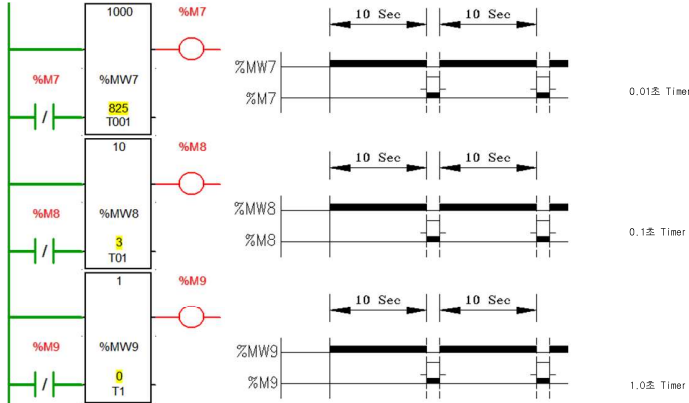 1000
%M7
10 Sec
10 Sec
%MW7
%M7
%MW7
825
T001
%M7
0.01초 Timer
10
%M8
10 Sec
10 Sec
%MW8
%M8
%MW8
3
T01
%M8
0.1초 Timer
1
%M9
10 Sec
10 Sec
%MW9
%M9
%MW9
0
T1
%M9
1.0초 Timer